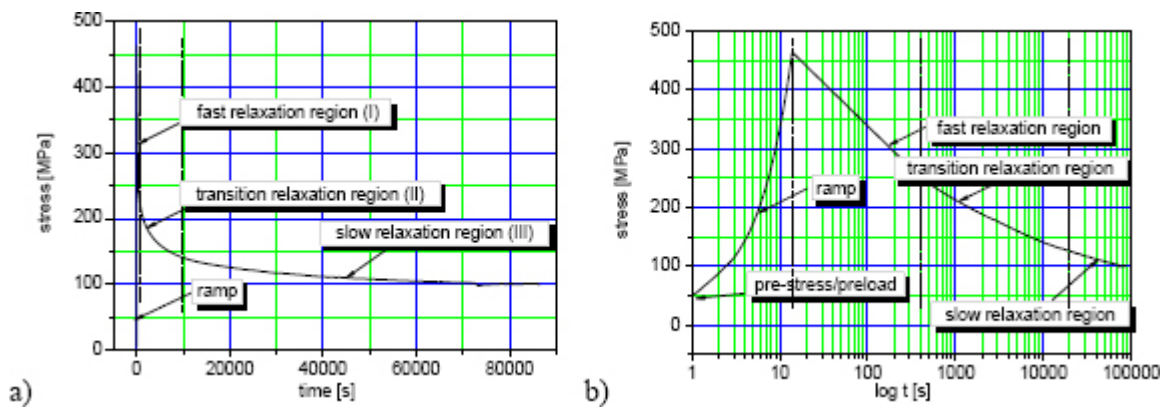 500
400
300
200
100
0
stress [MPa]
fast relaxation region (I)
transition relaxation region (II)
slow relaxation region (III)
ramp
0
20000
40000
60000
80000
time [s]
a)
500
400
300
200
100
0
stress [MPa]
fast relaxation region
transition relaxation region
ramp
pre-stress/preload
slow relaxation region
1
10
100
1000
10000
100000
log t [s]
b)